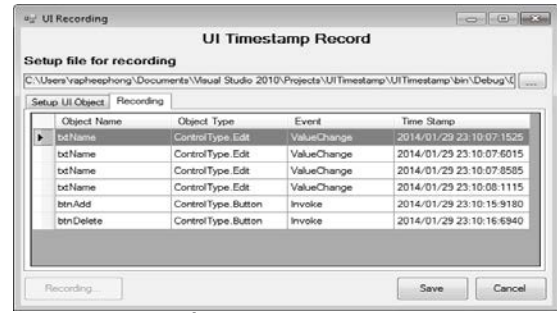 UI Recording
UI Timestamp Record
Setup file for recording
C:\Users\rapheephong\Documents\Visual Studio 2010\Projects\UITimestamp\UITimestamp\bin\Debug\ ...
Setup UI Object Recording
Object Name Object Type Event Time Stamp
txtName ControlType.Edit ValueChange 2014/01/29 23:10:07:1525
txtName ControlType.Edit ValueChange 2014/01/29 23:10:07:6015
txtName ControlType.Edit ValueChange 2014/01/29 23:10:07:8585
txtName ControlType.Edit ValueChange 2014/01/29 23:10:08:1115
btnAdd ControlType.Button Invoke 2014/01/29 23:10:15:9180
btnDelete ControlType.Button Invoke 2014/01/29 23:10:16:6940
Recording... Save Cancel